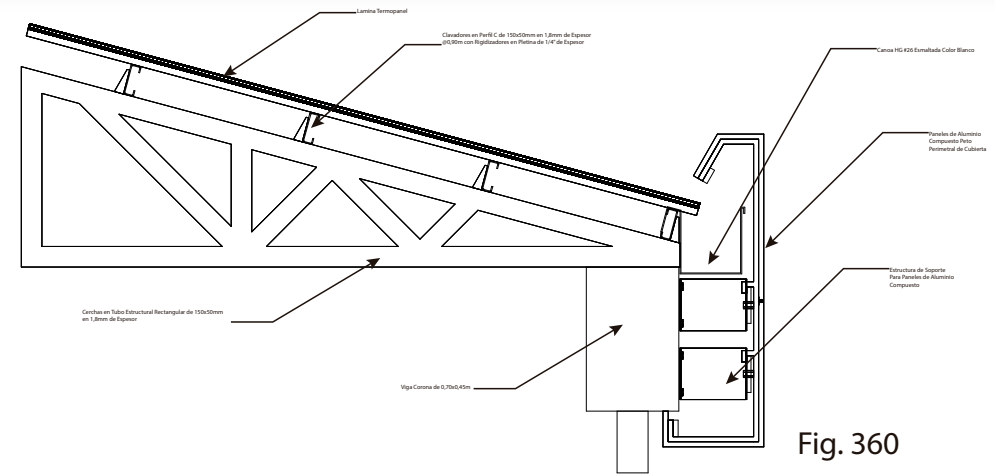 Lamina Termopanel
Clavadores en Perfil C de 150x50mm en 1,8mm de Espesor
@0,90m con Rigidizadores en Pletina de 1/4" de Espesor
Canoa HG #26 Esmaltada Color Blanco
Paneles de Aluminio
Compuesto Peto
Perimetral de Cubierta
Estructura de Soporte
Para Paneles de Aluminio
Compuesto
Cerchas en Tubo Estructural Rectangular de 150x50mm
en 1,8mm de Espesor
Viga Corona de 0,70x0,45m
Fig. 360